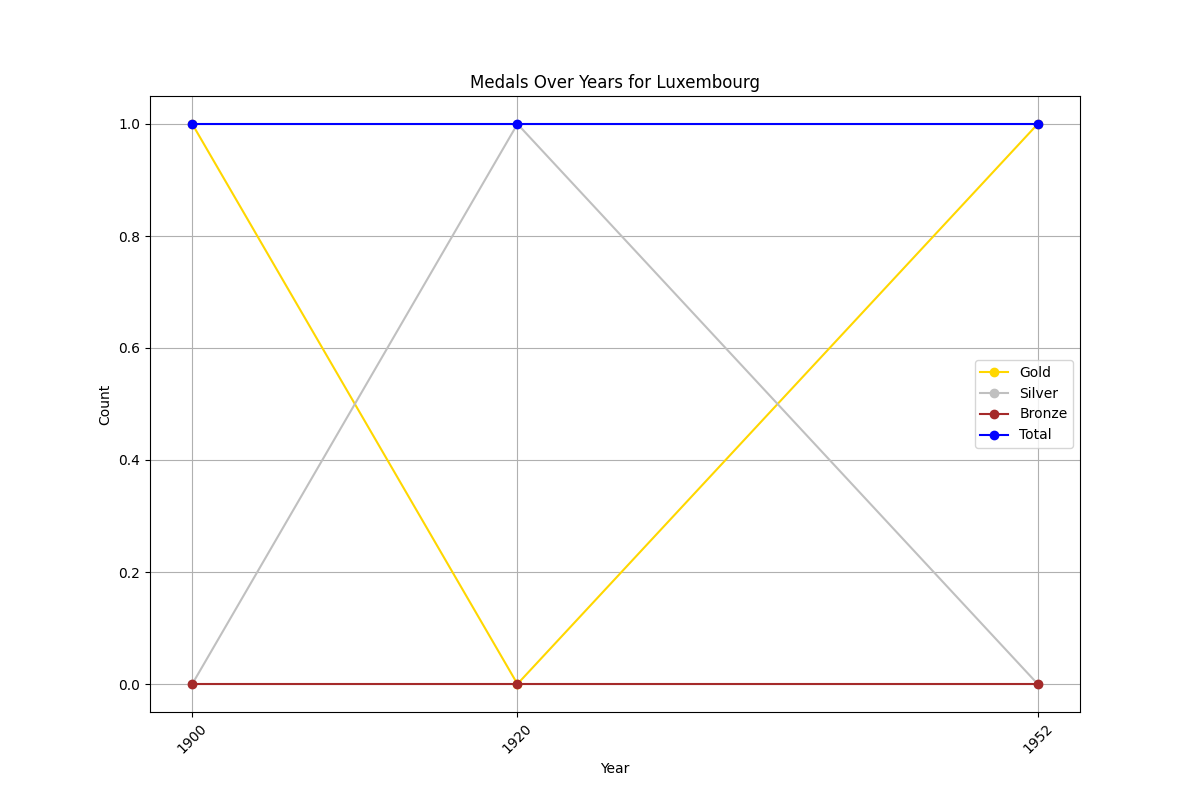 Medals Over Years for Luxembourg
1.0
0.8
0.6
0.4
0.2
0.0
Count
Gold
Silver
Bronze
Total
1900
1920
1952
Year